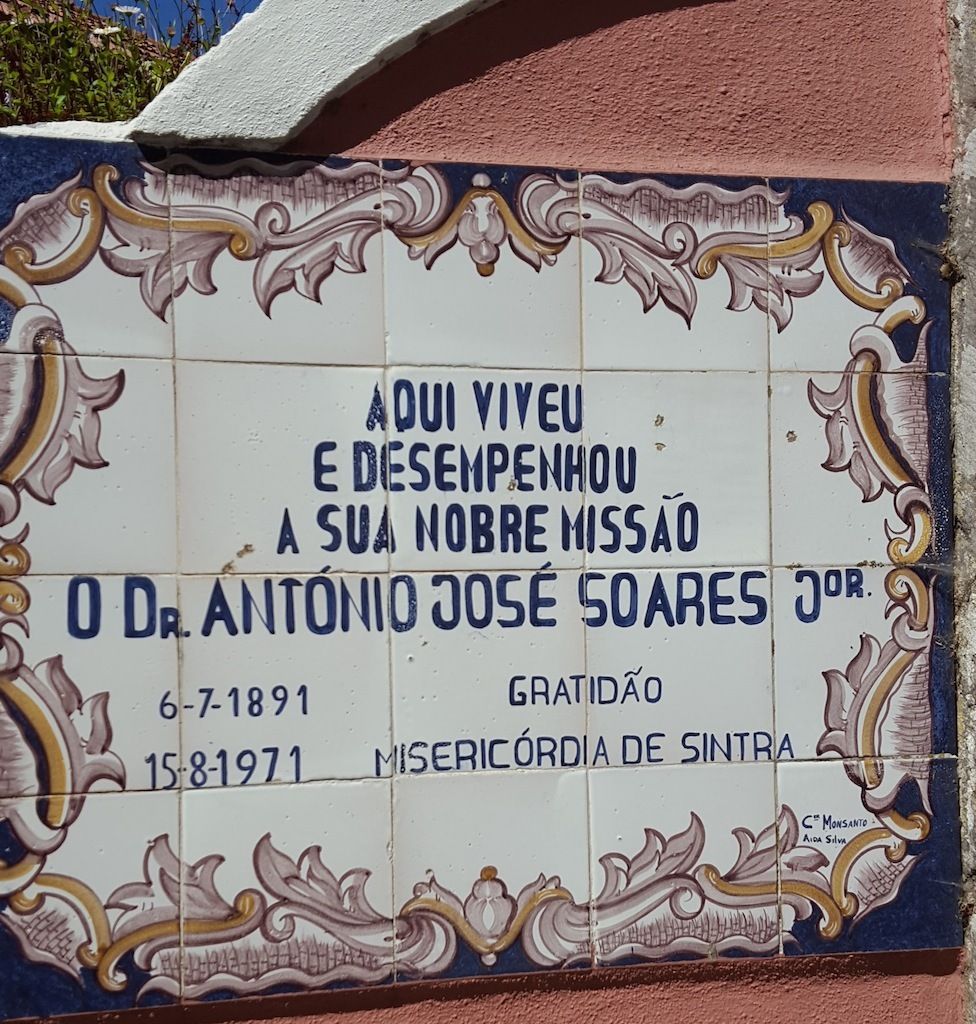 AQUI VIVEU
E DESEMPENHOU
A SUA NOBRE MISSÃO
O DR. ANTÓNIO JOSÉ SOARES JOR.
6-7-1891 GRATIDÃO
15-8-1971 MISERICÓRDIA DE SINTRA
Cᵉʳ MONSANTO
AIDA SILVA